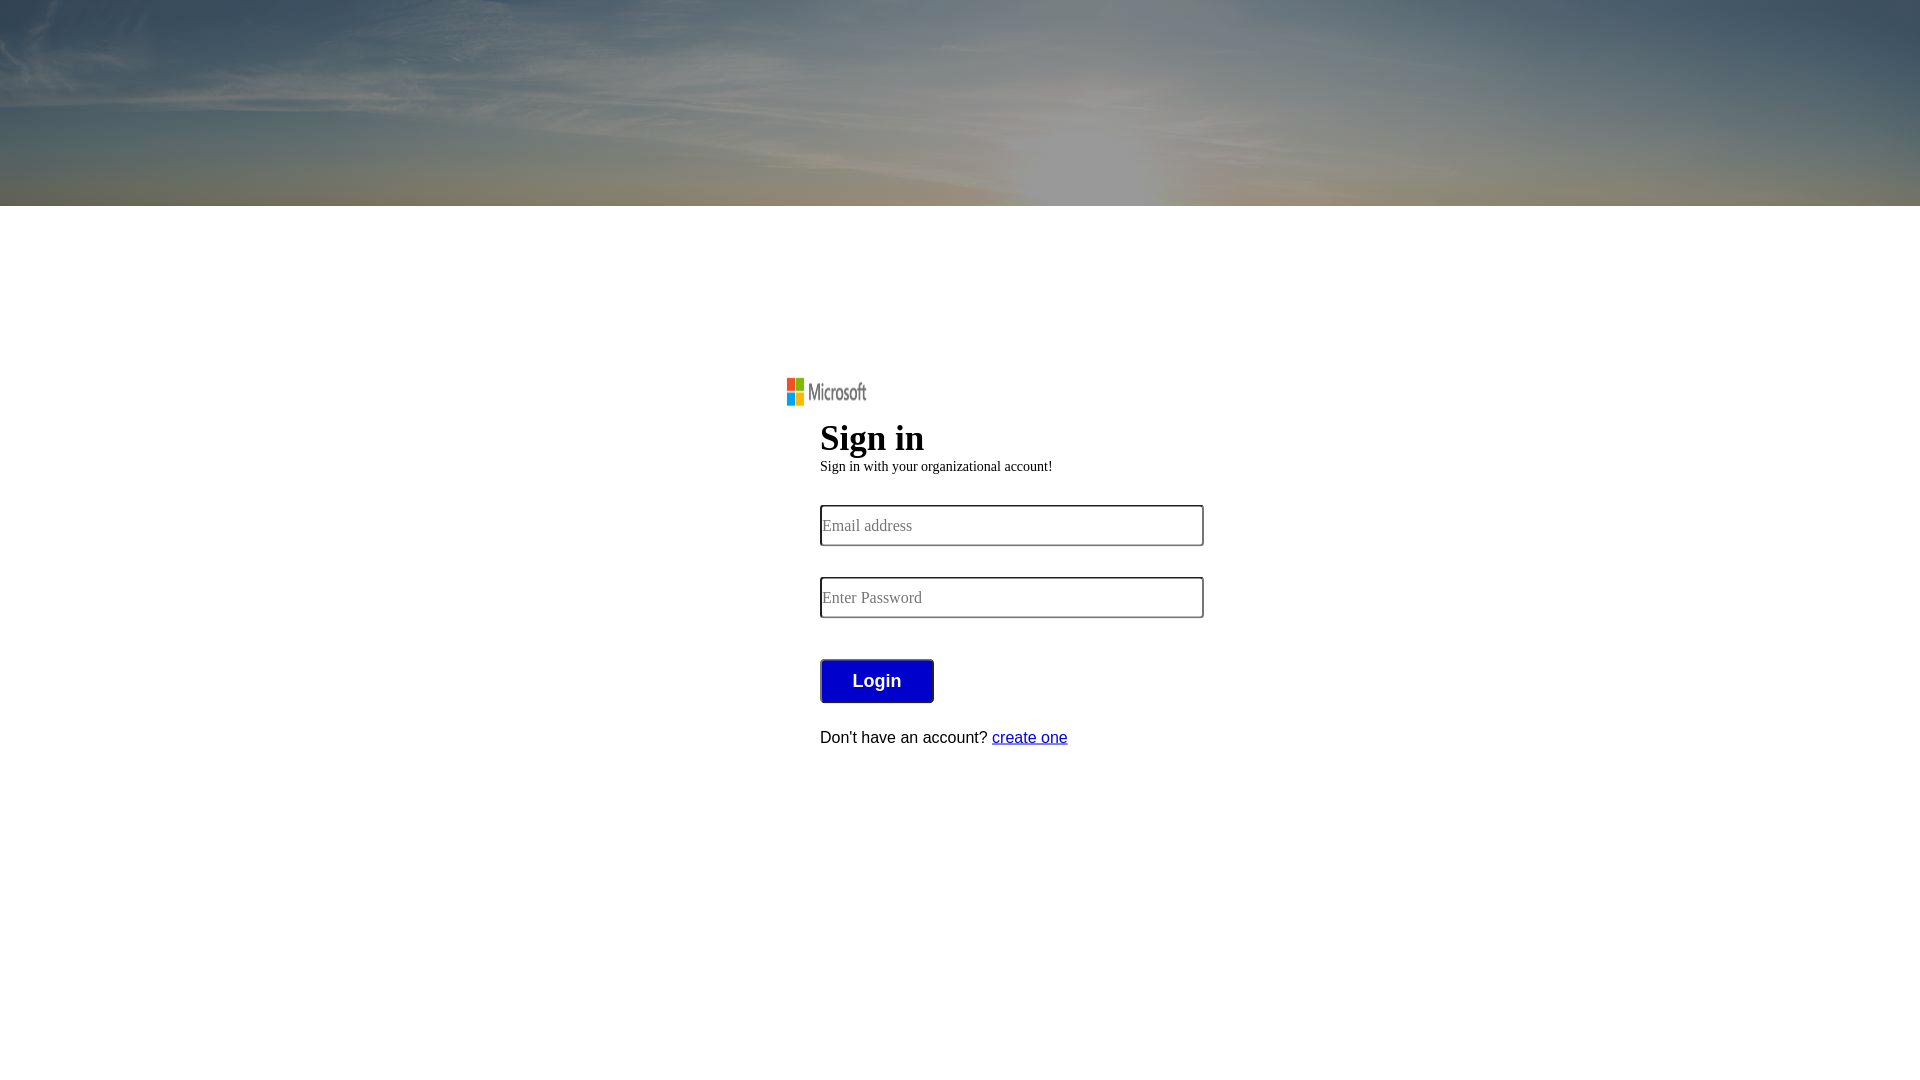 Microsoft
Sign in
Sign in with your organizational account!
Email address
Enter Password
Login
Don't have an account? create one